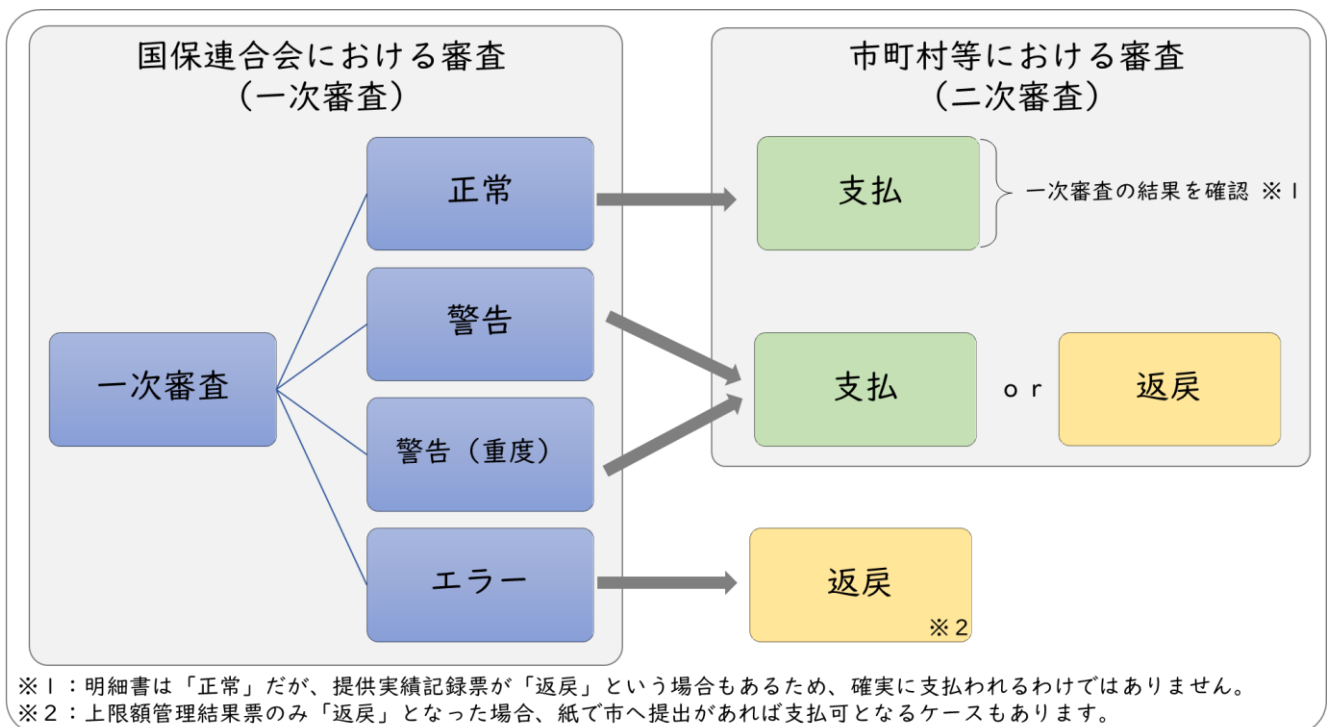 国保連合会における審査
（一次審査）
市町村等における審査
（二次審査）
一次審査
正常
警告
警告（重度）
エラー
支払
一次審査の結果を確認 ※１
支払
ｏｒ
返戻
返戻
※２
※１：明細書は「正常」だが、提供実績記録票が「返戻」という場合もあるため、確実に支払われるわけではありません。
※２：上限額管理結果票のみ「返戻」となった場合、紙で市へ提出があれば支払可となるケースもあります。